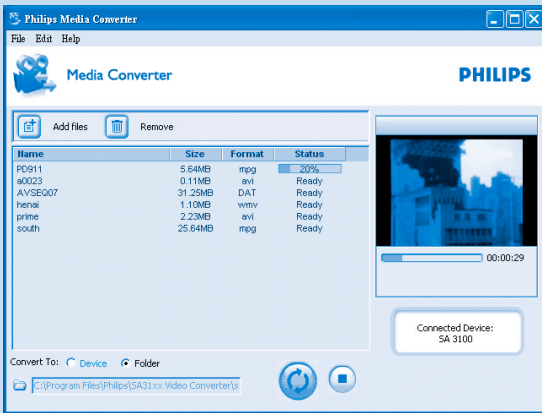 Philips Media Converter
File Edit Help
Media Converter
PHILIPS
Add files Remove
Name Size Format Status
PD911 5.64MB mpg 20%
a0023 0.11MB avi Ready
AVSEQ07 31.25MB DAT Ready
henai 1.10MB wmv Ready
prime 2.23MB avi Ready
south 25.64MB mpg Ready
00:00:29
Connected Device:
SA 3100
Convert To: Device Folder
C:\Program Files\Philips\SA31xx Video Converter\s